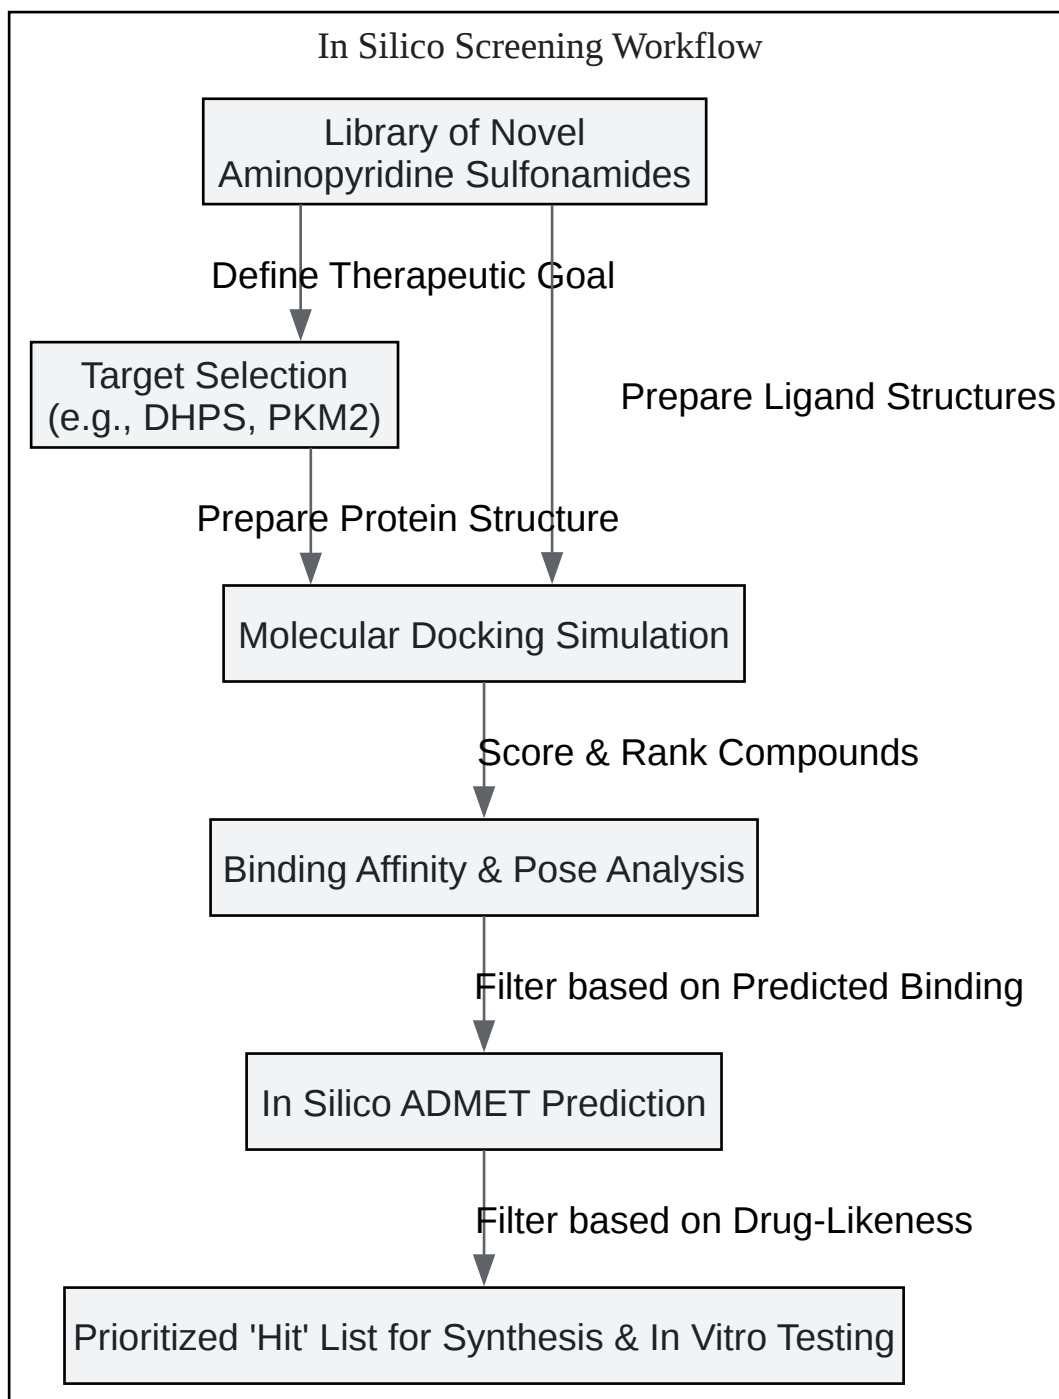 In Silico Screening Workflow
Library of Novel
Aminopyridine Sulfonamides
Define Therapeutic Goal
Target Selection
(e.g., DHPS, PKM2)
Prepare Ligand Structures
Prepare Protein Structure
Molecular Docking Simulation
Score & Rank Compounds
Binding Affinity & Pose Analysis
Filter based on Predicted Binding
In Silico ADMET Prediction
Filter based on Drug-Likeness
Prioritized 'Hit' List for Synthesis & In Vitro Testing